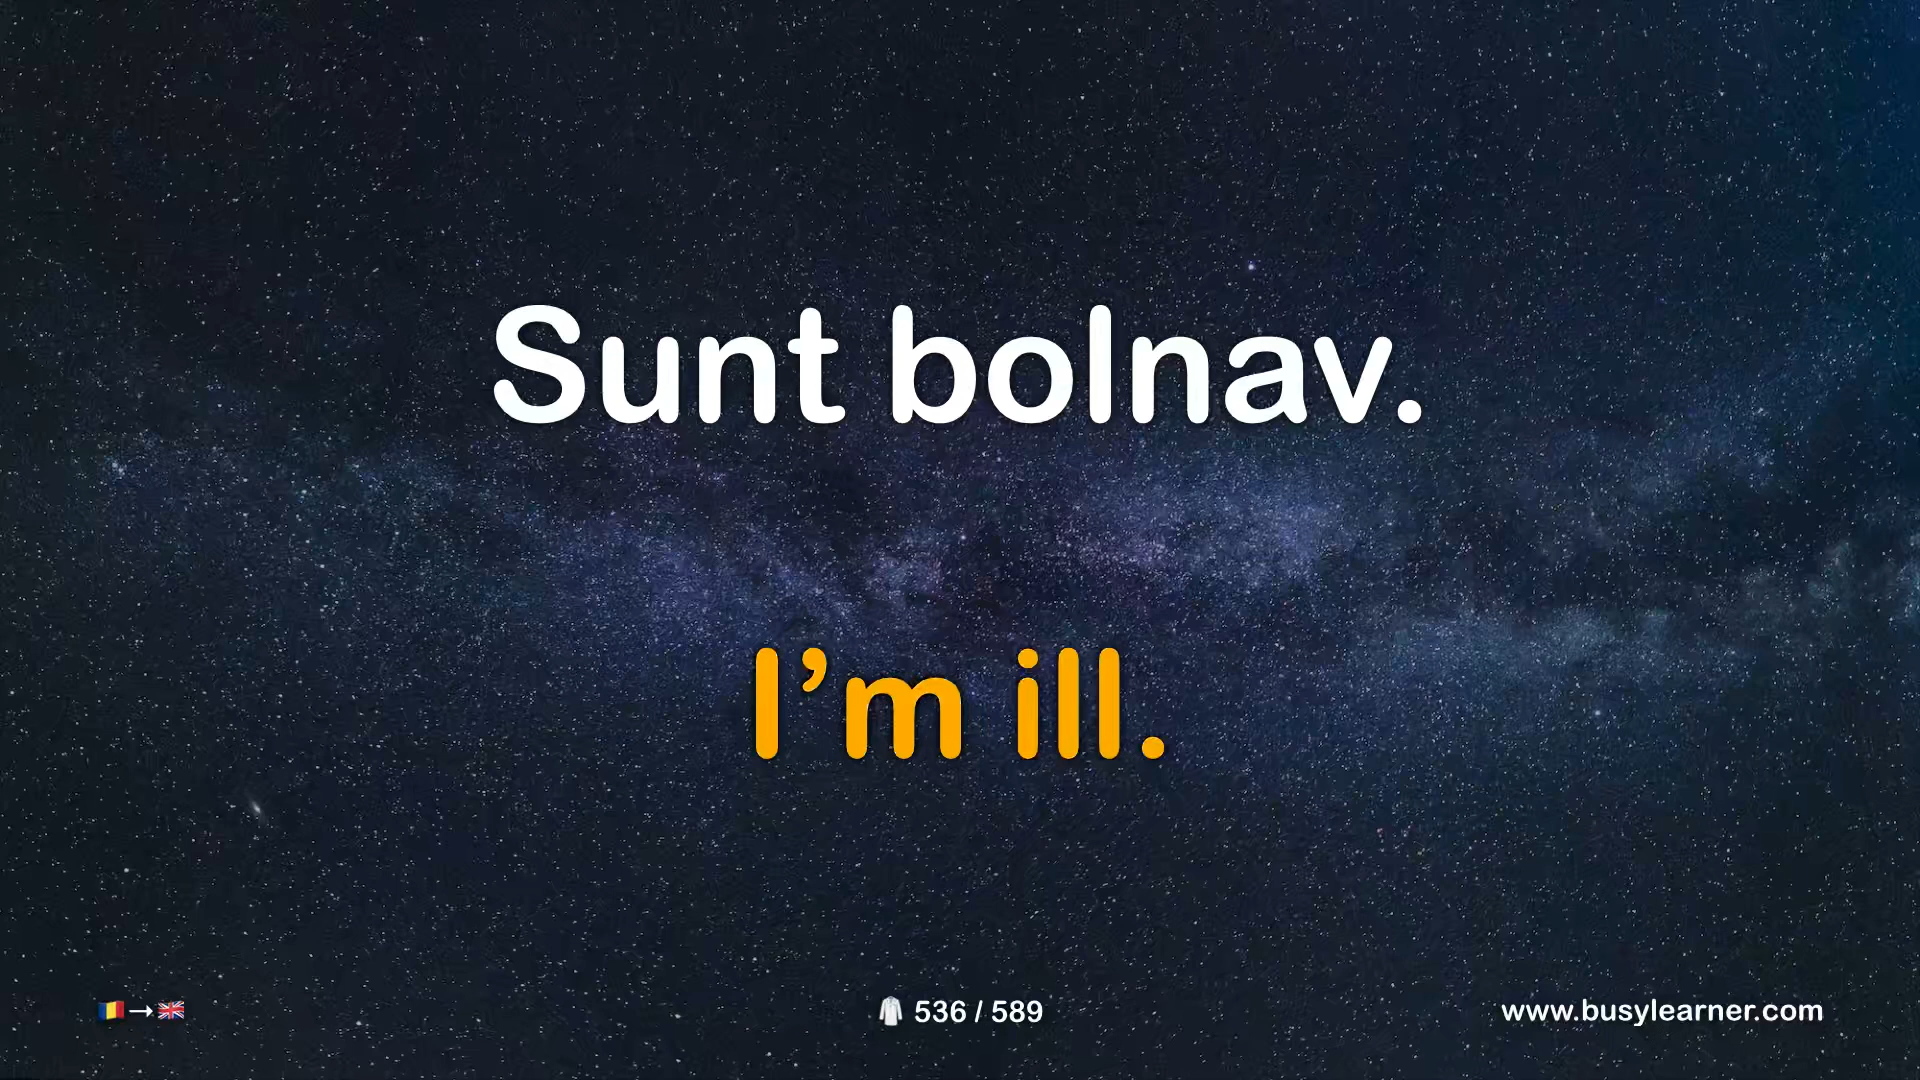 Sunt bolnav.
I’m ill.
→
536 / 589
www.busylearner.com